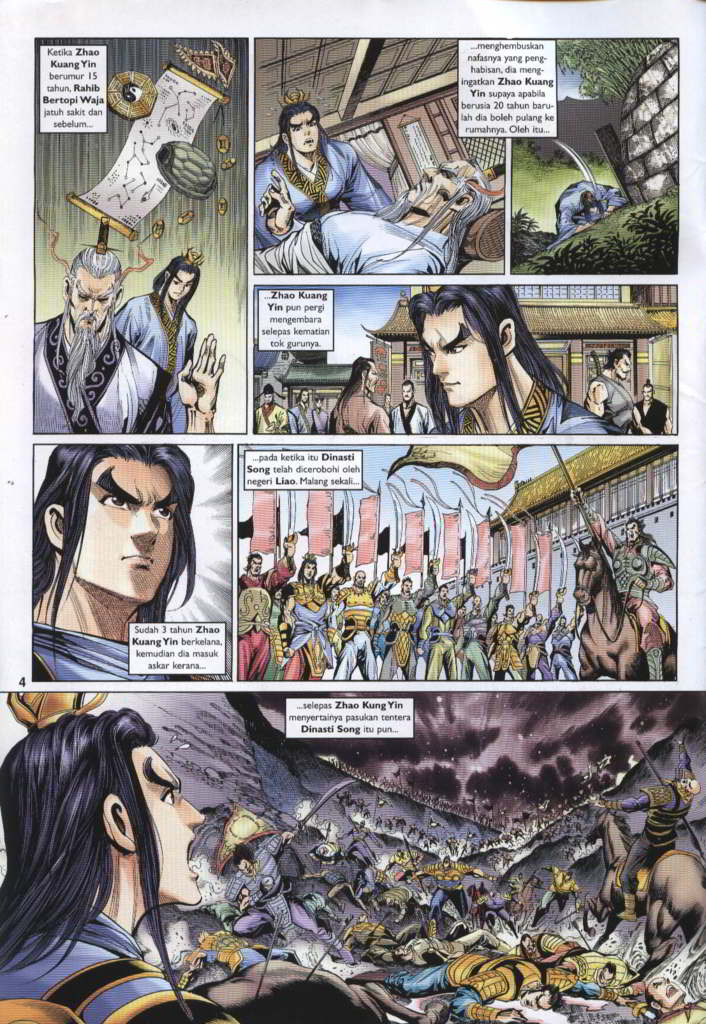 Ketika Zhao
Kuang Yin
berumur 15
tahun, Rahib
Bertopi Waja
jatuh sakit dan
sebelum...
...menghembuskan
nafasnya yang peng-
habisan, dia men-
gingatkan Zhao Kuang
Yin supaya apabila
berusia 20 tahun baru-
lah dia boleh pulang ke
rumahnya. Oleh itu...
...Zhao Kuang
Yin pun pergi
mengembara
selepas kematian
tok gurunya.
Sudah 3 tahun Zhao
Kuang Yin berkelana,
kemudian dia masuk
askar kerana...
...pada ketika itu Dinasti
Song telah dicerobohi oleh
negeri Liao. Malang sekali...
4
...selepas Zhao Kung Yin
menyertainya pasukan tentera
Dinasti Song itu pun...